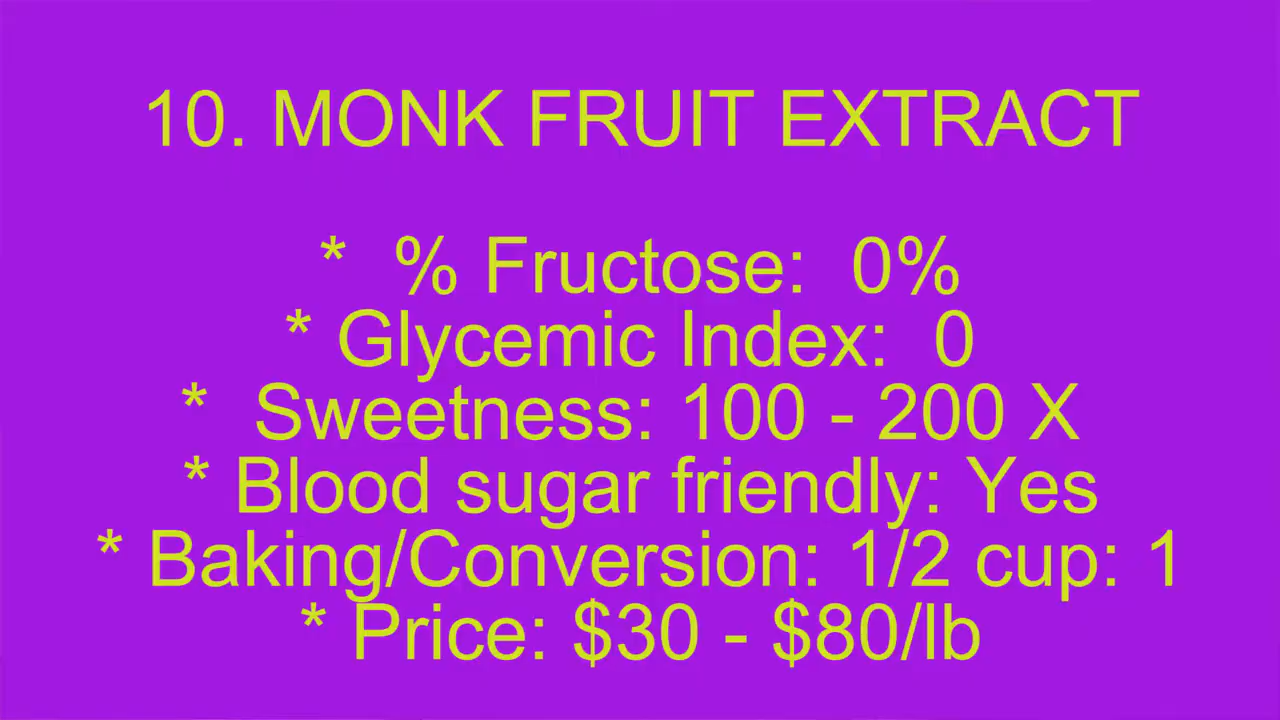 10. MONK FRUIT EXTRACT
* % Fructose: 0%
* Glycemic Index: 0
* Sweetness: 100 - 200 X
* Blood sugar friendly: Yes
* Baking/Conversion: 1/2 cup: 1
* Price: $30 - $80/lb